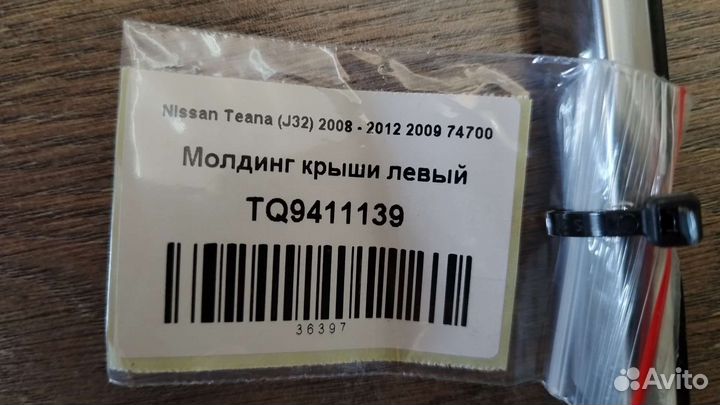 Nissan Teana (J32) 2008 - 2012 2009 74700
Молдинг крыши левый
TQ9411139
36397
Avito